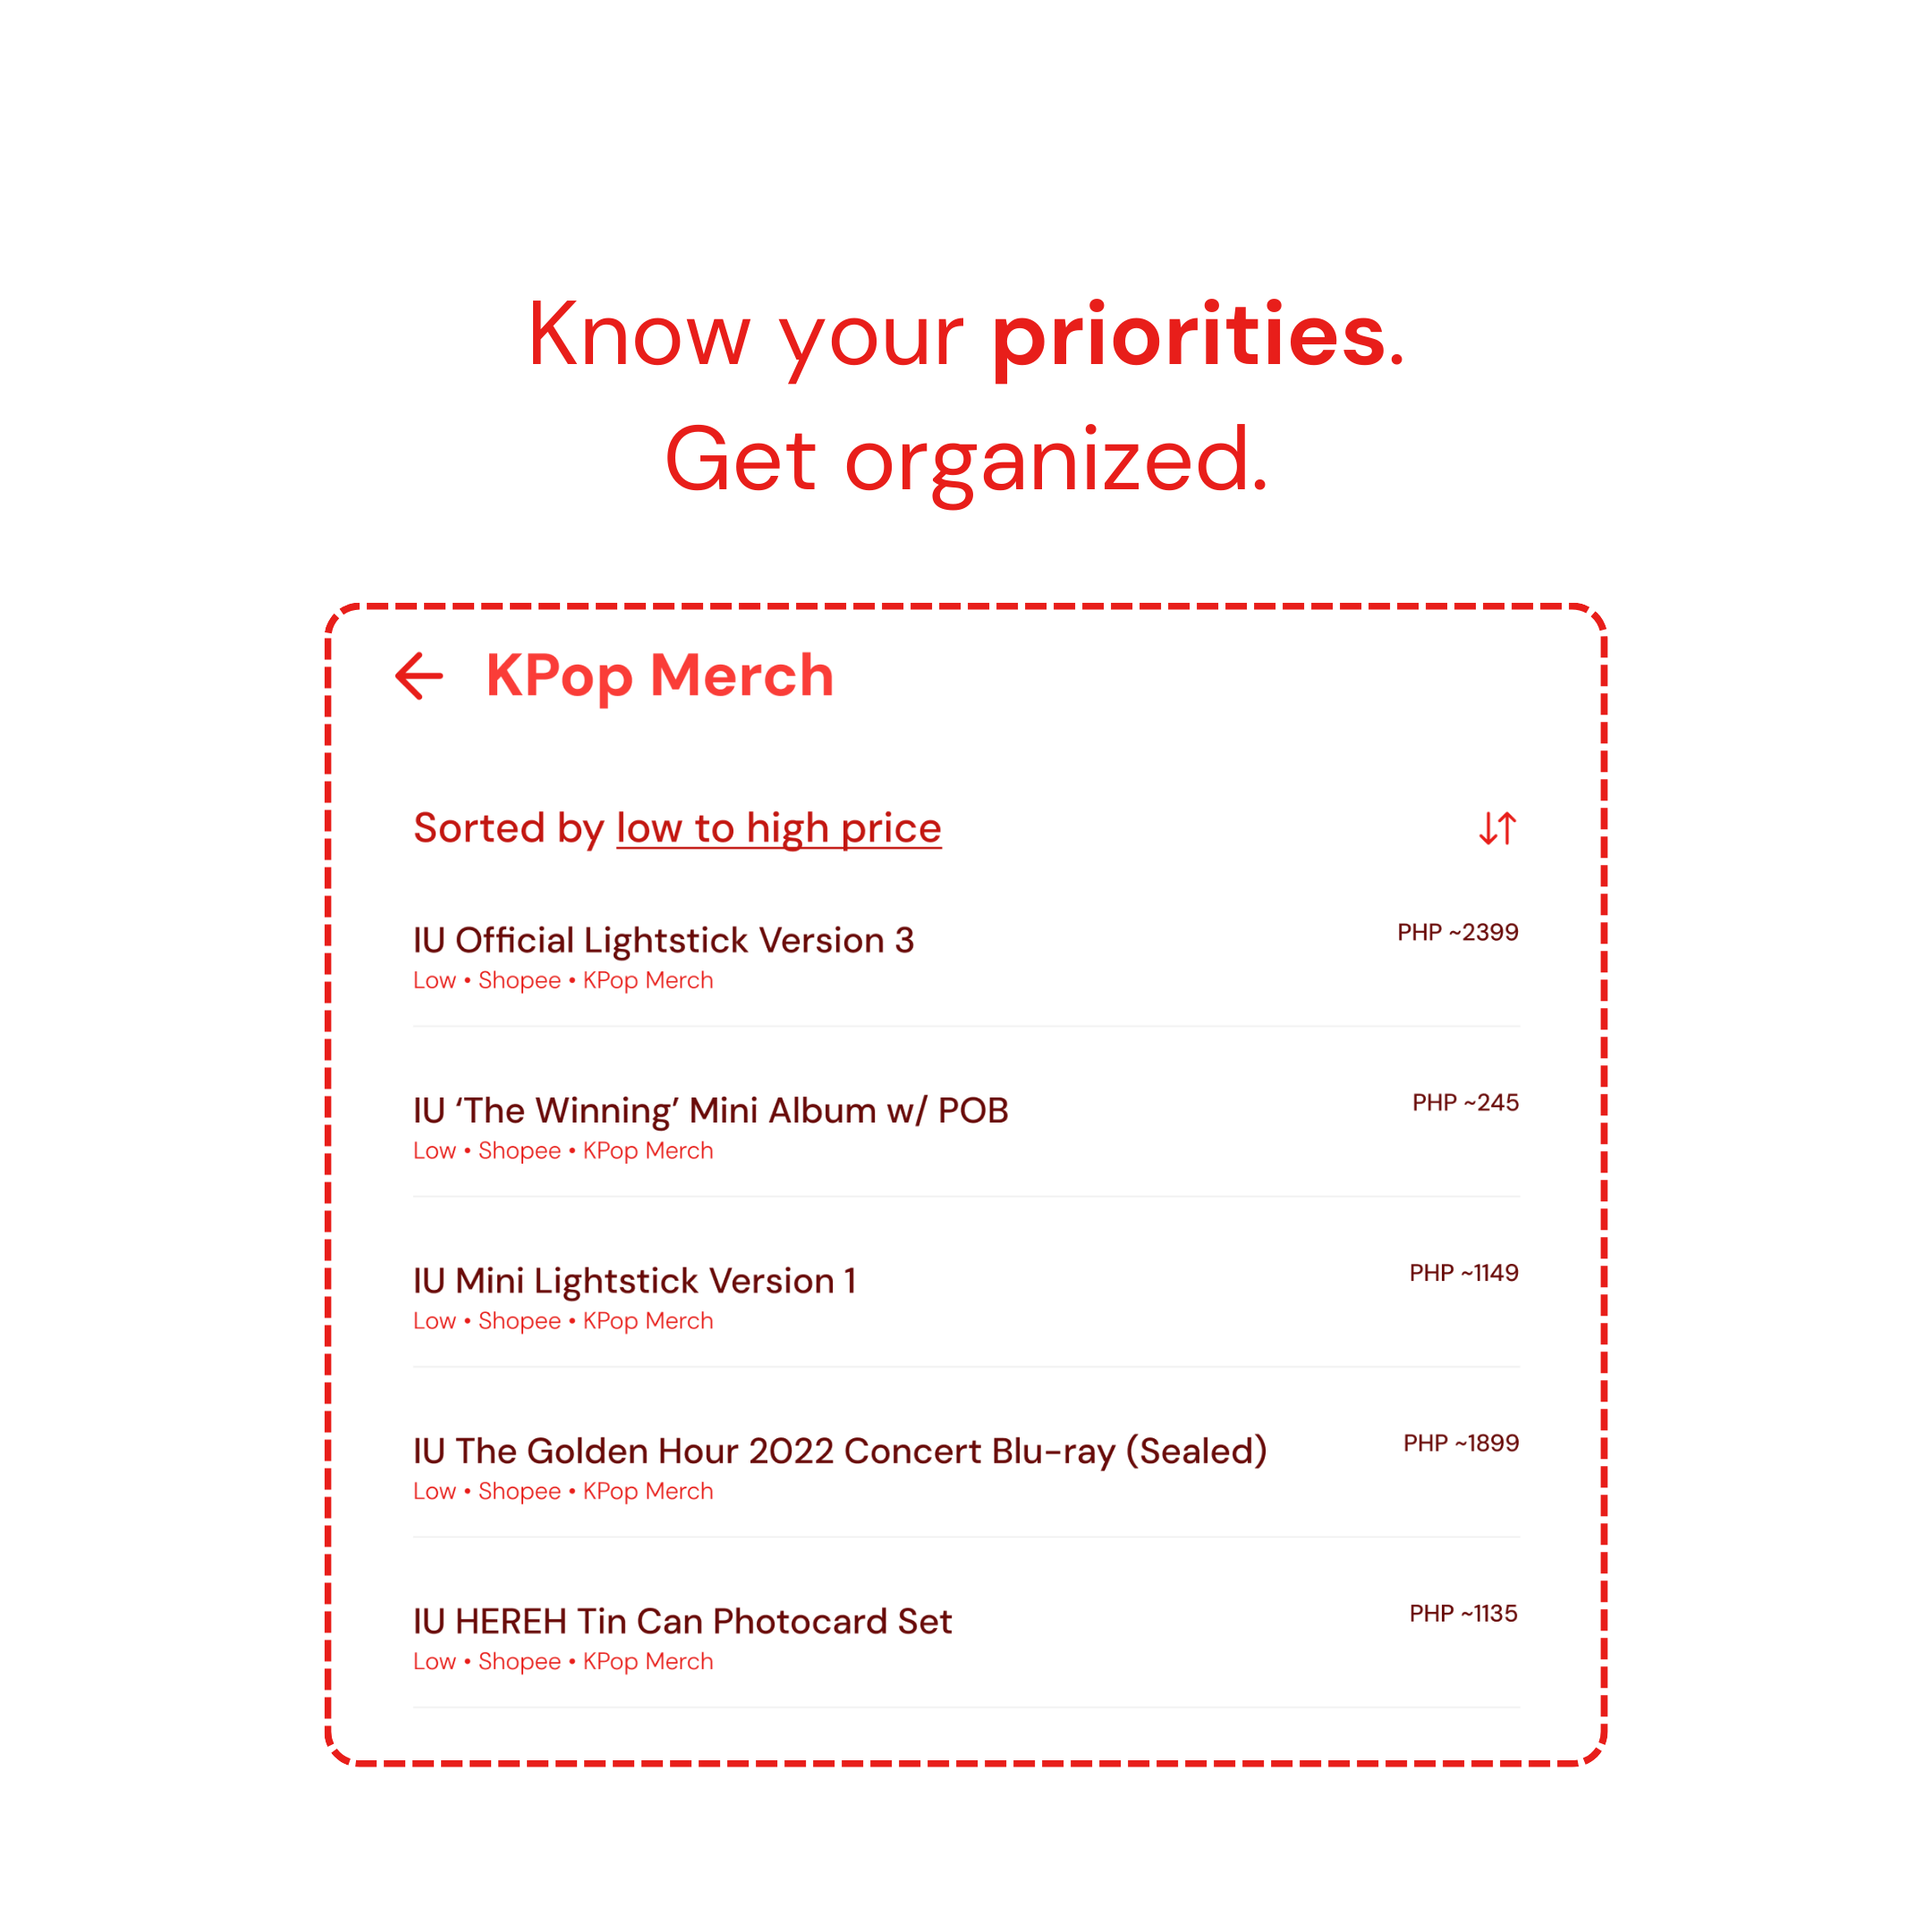 Know your priorities.
Get organized.
KPop Merch
Sorted by low to high price
IU Official Lightstick Version 3
PHP ~2399
Low • Shopee • KPop Merch
IU ‘The Winning’ Mini Album w/ POB
PHP ~245
Low • Shopee • KPop Merch
IU Mini Lightstick Version 1
PHP ~1149
Low • Shopee • KPop Merch
IU The Golden Hour 2022 Concert Blu-ray (Sealed)
PHP ~1899
Low • Shopee • KPop Merch
IU HEREH Tin Can Photocard Set
PHP ~1135
Low • Shopee • KPop Merch